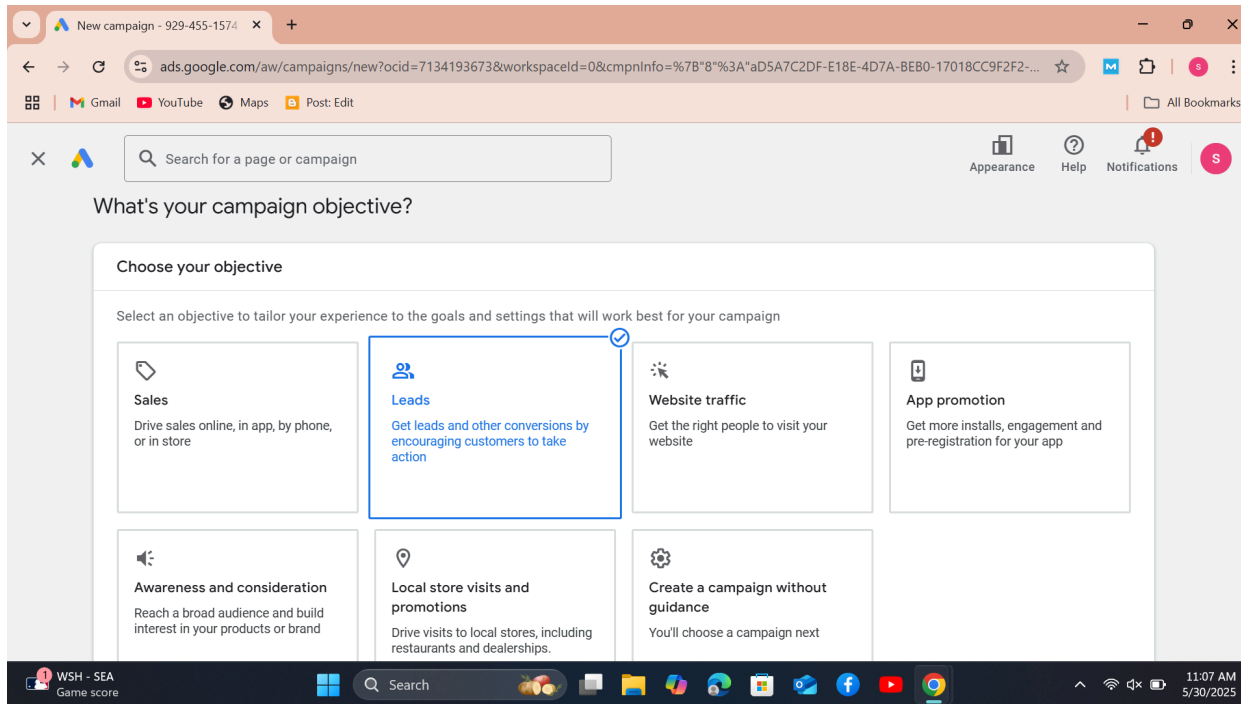 New campaign - 929-455-1574
ads.google.com/aw/campaigns/new?ocid=7134193673&workspaceId=0&cmpnInfo=%7B"8"%3A"aD5A7C2DF-E18E-4D7A-BEB0-17018CC9F2F2-...
M
S
Gmail
YouTube
Maps
Post: Edit
All Bookmarks
Search for a page or campaign
Appearance
Help
!
Notifications
S
What's your campaign objective?
Choose your objective
Select an objective to tailor your experience to the goals and settings that will work best for your campaign
Sales
Drive sales online, in app, by phone,
or in store
Leads
Get leads and other conversions by
encouraging customers to take
action
Website traffic
Get the right people to visit your
website
App promotion
Get more installs, engagement and
pre-registration for your app
Awareness and consideration
Reach a broad audience and build
interest in your products or brand
Local store visits and
promotions
Drive visits to local stores, including
restaurants and dealerships.
Create a campaign without
guidance
You'll choose a campaign next
1
WSH - SEA
Game score
Search
11:07 AM
5/30/2025